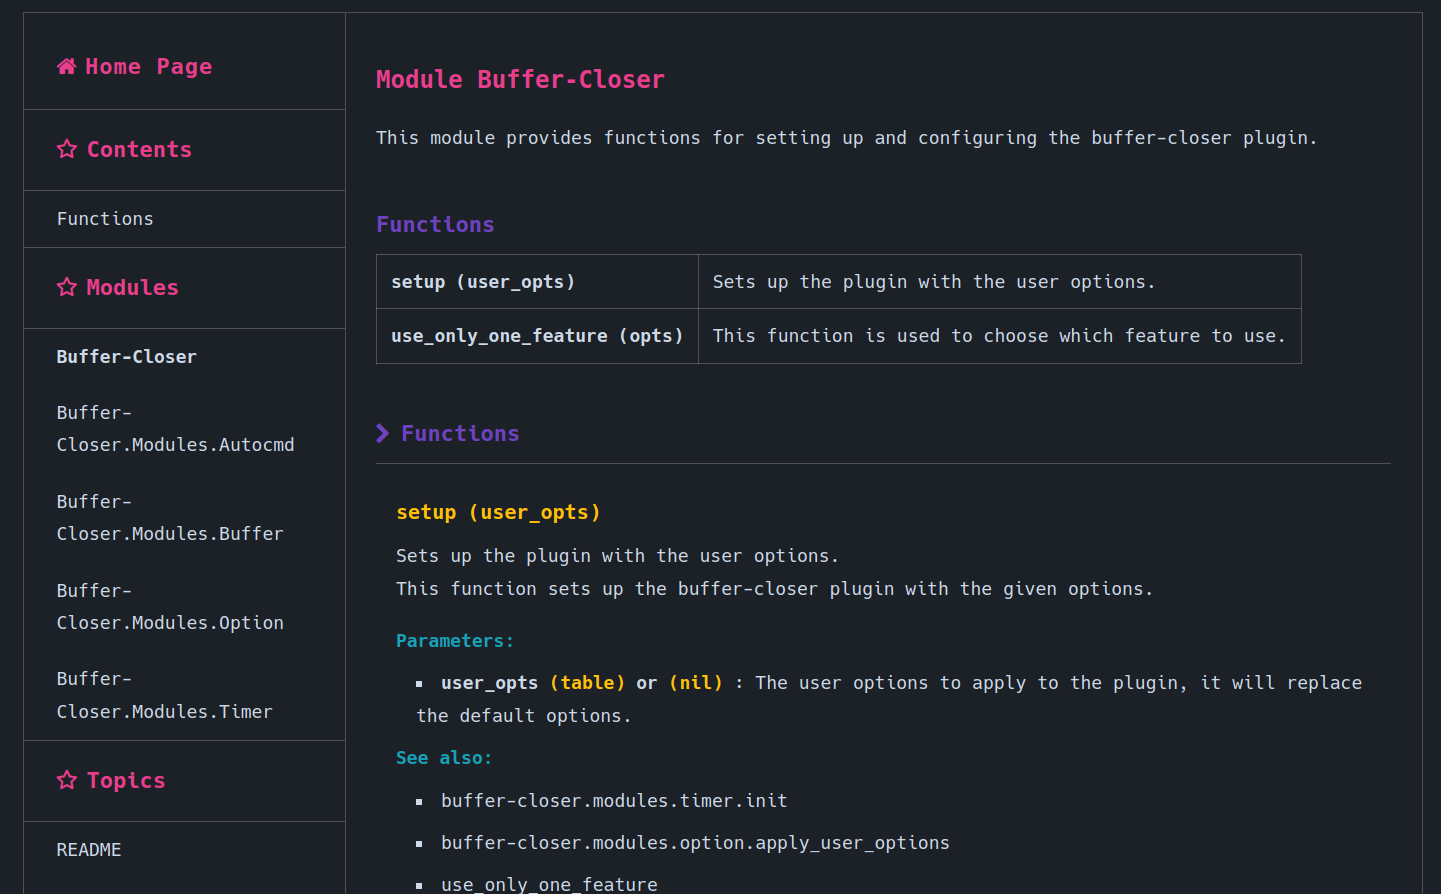 Home Page
Contents
Functions
Modules
Buffer-Closer
Buffer-
Closer.Modules.Autocmd
Buffer-
Closer.Modules.Buffer
Buffer-
Closer.Modules.Option
Buffer-
Closer.Modules.Timer
Topics
README
Module Buffer-Closer
This module provides functions for setting up and configuring the buffer-closer plugin.
Functions
setup (user_opts) Sets up the plugin with the user options.
use_only_one_feature (opts) This function is used to choose which feature to use.
Functions
setup (user_opts)
Sets up the plugin with the user options.
This function sets up the buffer-closer plugin with the given options.
Parameters:
user_opts (table) or (nil) : The user options to apply to the plugin, it will replace
the default options.
See also:
buffer-closer.modules.timer.init
buffer-closer.modules.option.apply_user_options
use_only_one_feature